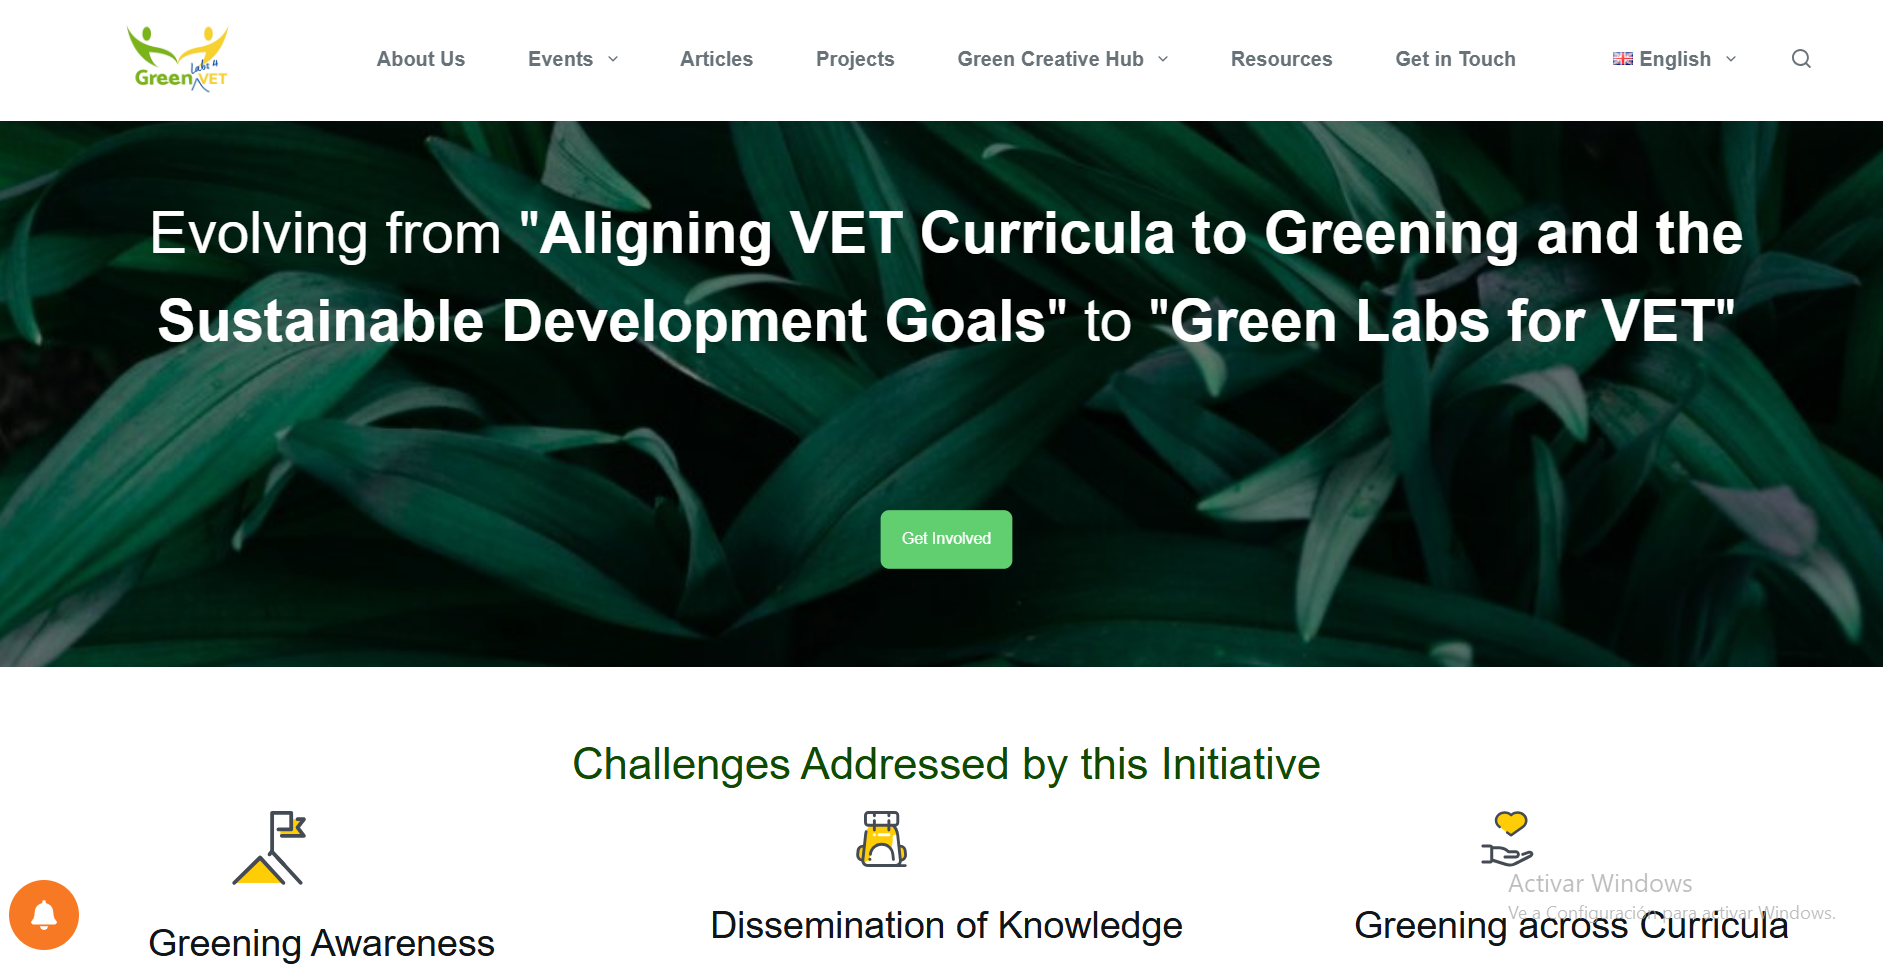 Green Labs 4 VET
About Us Events Articles Projects Green Creative Hub Resources Get in Touch English
Evolving from "Aligning VET Curricula to Greening and the
Sustainable Development Goals" to "Green Labs for VET"
Get Involved
Challenges Addressed by this Initiative
Greening Awareness
Dissemination of Knowledge
Greening across Curricula
Activar Windows
Ve a Configuración para activar Windows.